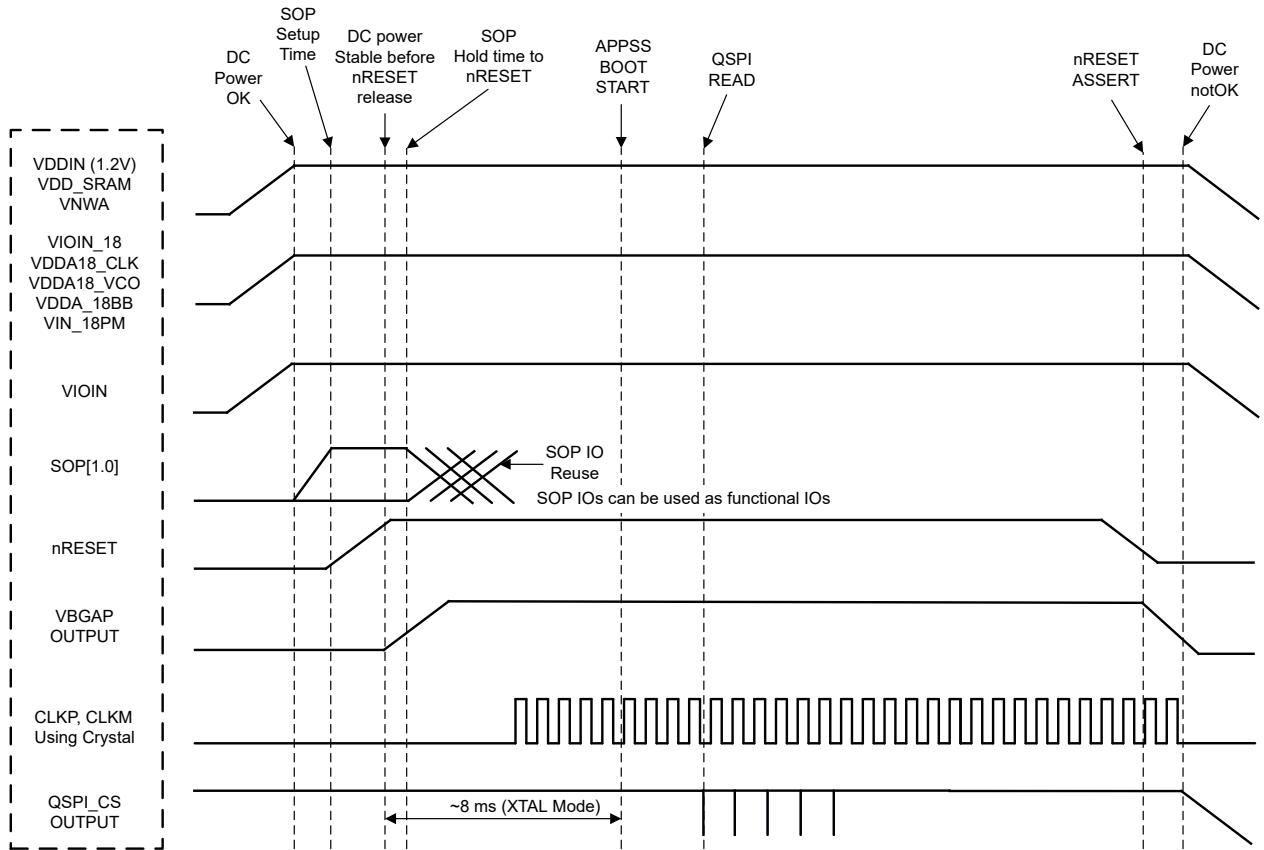 DC
Power
OK
SOP
Setup
Time
DC power
Stable before
nRESET
release
SOP
Hold time to
nRESET
APPSS
BOOT
START
QSPI
READ
nRESET
ASSERT
DC
Power
notOK
VDDIN (1.2V)
VDD_SRAM
VNWA
VIOIN_18
VDDA18_CLK
VDDA18_VCO
VDDA_18BB
VIN_18PM
VIOIN
SOP[1.0]
SOP IO
Reuse
SOP IOs can be used as functional IOs
nRESET
VBGAP
OUTPUT
CLKP, CLKM
Using Crystal
QSPI_CS
OUTPUT
~8 ms (XTAL Mode)